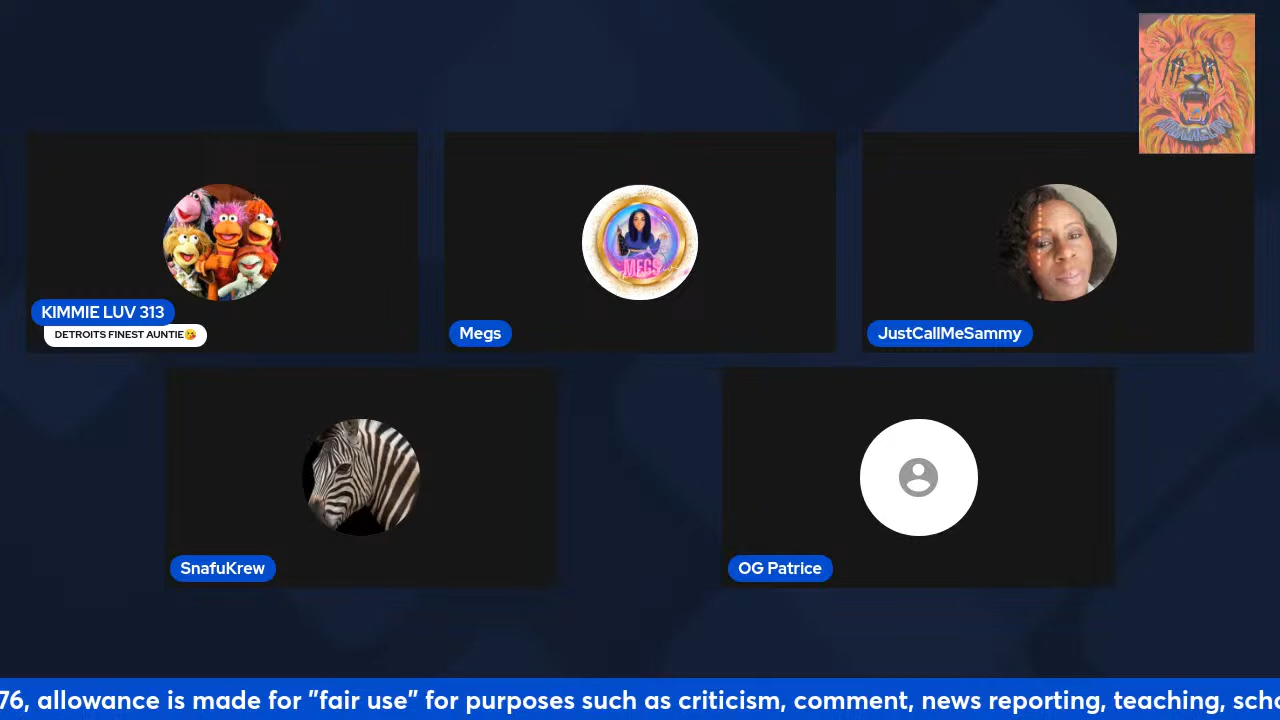 KIMMIE LUV 313
DETROITS FINEST AUNTIE😘
MEGS
Megs
JustCallMeSammy
SnafuKrew
OG Patrice
76, allowance is made for "fair use" for purposes such as criticism, comment, news reporting, teaching, scho